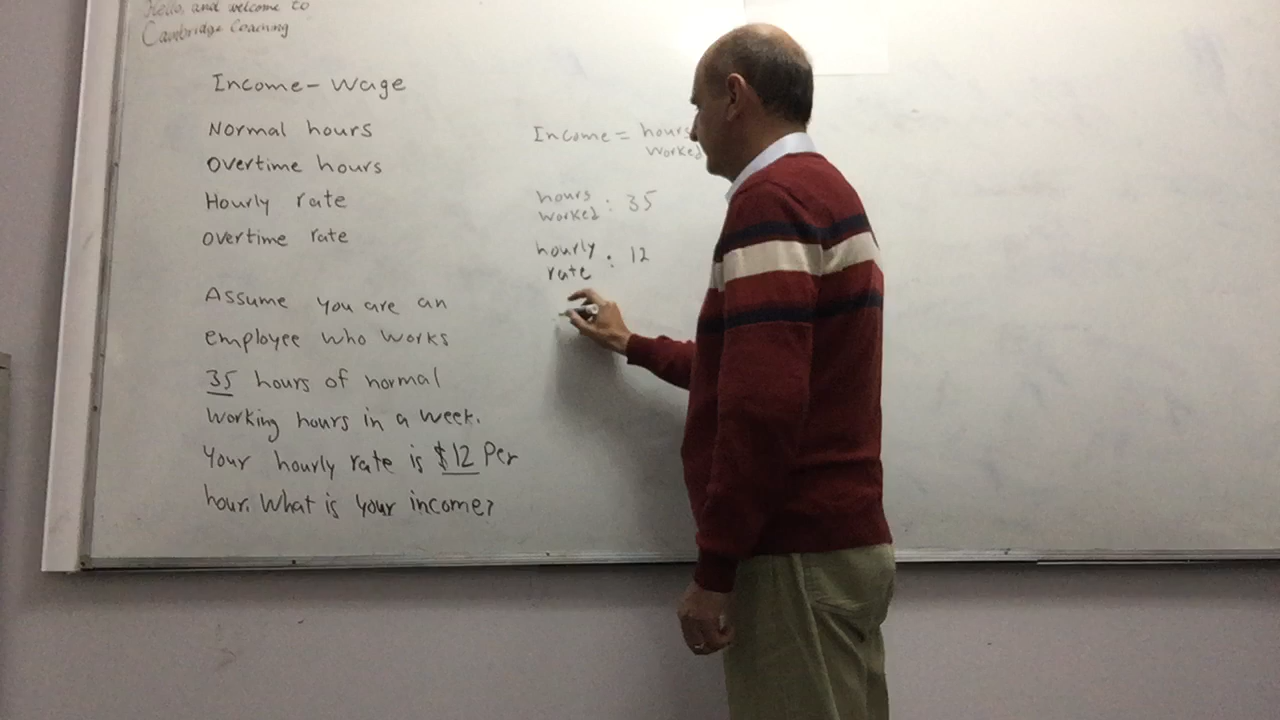 Hello, and welcome to
Cambridge Coaching
Income - Wage
Normal hours
Overtime hours
Hourly rate
overtime rate
Assume you are an
employee who works
35 hours of normal
working hours in a week.
Your hourly rate is $12 Per
hour. What is your income?
Income = hours
worked
hours
worked : 35
hourly
rate : 12